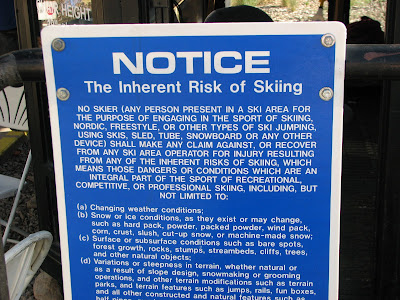 R HEIGHT
NOTICE
The Inherent Risk of Skiing
NO SKIER (ANY PERSON PRESENT IN A SKI AREA FOR
THE PURPOSE OF ENGAGING IN THE SPORT OF SKIING,
NORDIC, FREESTYLE, OR OTHER TYPES OF SKI JUMPING,
USING SKIS, SLED, TUBE, SNOWBOARD OR ANY OTHER
DEVICE) SHALL MAKE ANY CLAIM AGAINST, OR RECOVER
FROM ANY SKI AREA OPERATOR FOR INJURY RESULTING
FROM ANY OF THE INHERENT RISKS OF SKIING, WHICH
MEANS THOSE DANGERS OR CONDITIONS WHICH ARE AN
INTEGRAL PART OF THE SPORT OF RECREATIONAL,
COMPETITIVE, OR PROFESSIONAL SKIING, INCLUDING, BUT
NOT LIMITED TO:
(a) Changing weather conditions;
(b) Snow or ice conditions, as they exist or may change,
such as hard pack, powder, packed powder, wind pack,
corn, crust, slush, cut-up snow, or machine-made snow;
(c) Surface or subsurface conditions such as bare spots,
forest growth, rocks, stumps, streambeds, cliffs, trees,
and other natural objects;
(d) Variations or steepness in terrain, whether natural or
as a result of slope design, snowmaking or grooming
operations, and other terrain modifications such as terrain
parks, and terrain features such as jumps, rails, fun boxes,
and all other constructed and natural features such as